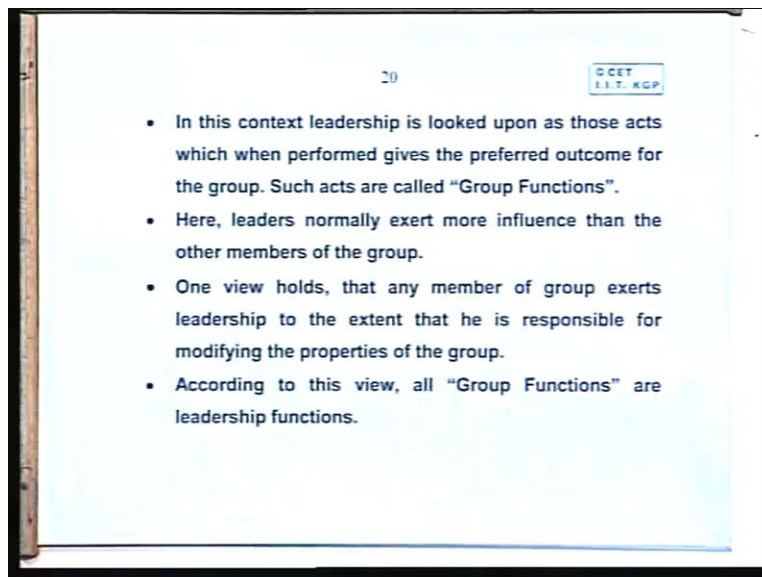 20
© CET
I.I.T. KGP
• In this context leadership is looked upon as those acts
which when performed gives the preferred outcome for
the group. Such acts are called “Group Functions”.
• Here, leaders normally exert more influence than the
other members of the group.
• One view holds, that any member of group exerts
leadership to the extent that he is responsible for
modifying the properties of the group.
• According to this view, all “Group Functions” are
leadership functions.